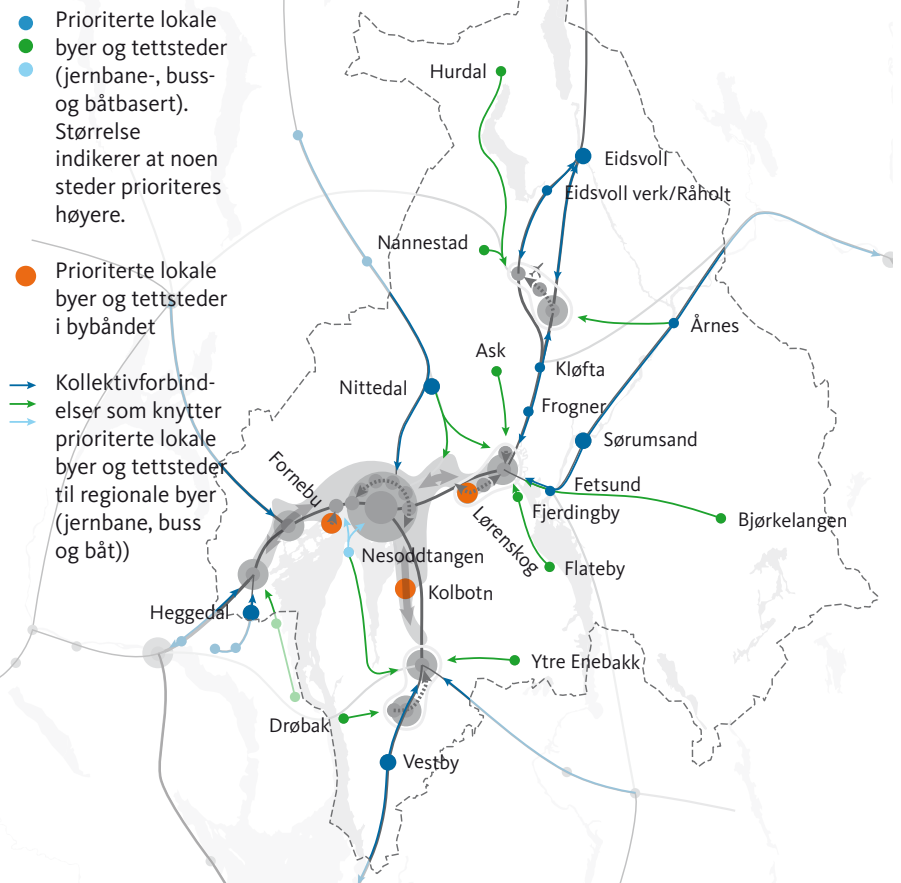 Prioriterte lokale
byer og tettsteder
(jernbane-, buss-
og båtbasert).
Størrelse
indikerer at noen
steder prioriteres
høyere.
Prioriterte lokale
byer og tettsteder
i bybåndet
Kollektivforbind-
elser som knytter
prioriterte lokale
byer og tettsteder
til regionale byer
(jernbane, buss
og båt))
Hurdal
Eidsvoll
Eidsvoll verk/Råholt
Nannestad
Årnes
Ask
Kløfta
Nittedal
Frogner
Sørumsand
Fornebu
Fetsund
Fjerdingby
Bjørkelangen
Lørenskog
Nesoddtangen
Flateby
Kolbotn
Heggedal
Ytre Enebakk
Drøbak
Vestby